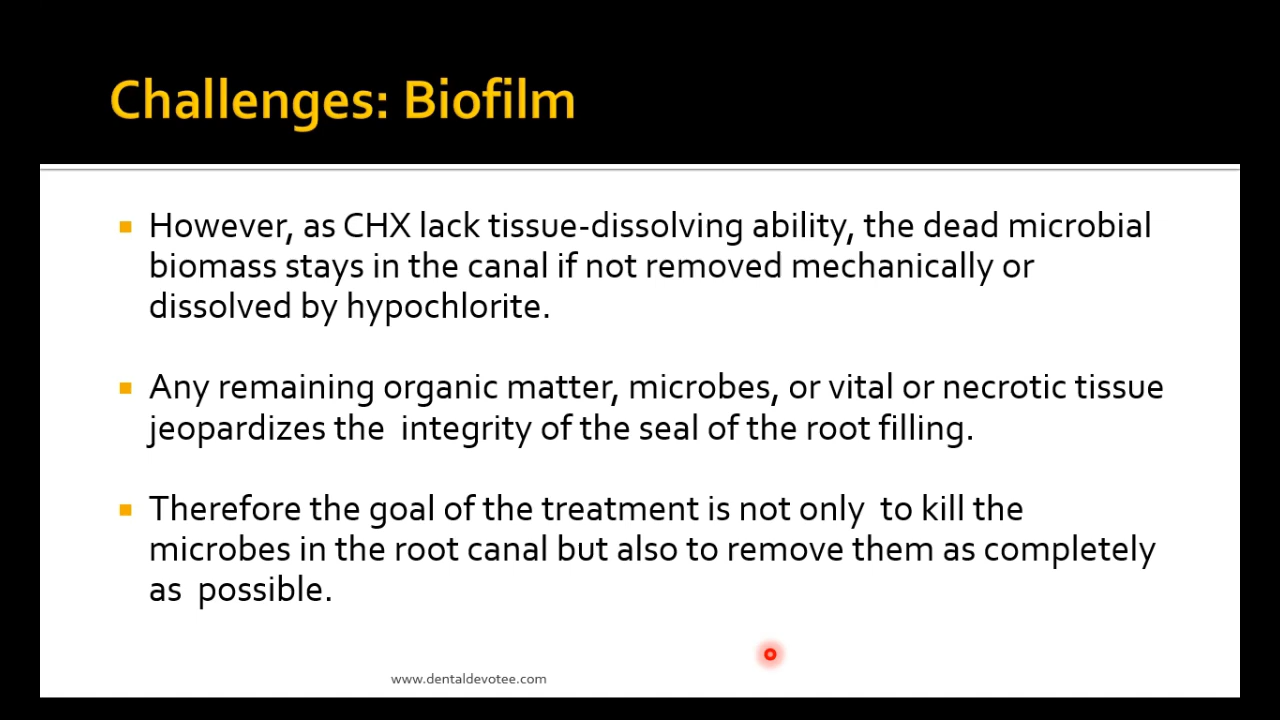 Challenges: Biofilm
However, as CHX lack tissue-dissolving ability, the dead microbial
biomass stays in the canal if not removed mechanically or
dissolved by hypochlorite.
Any remaining organic matter, microbes, or vital or necrotic tissue
jeopardizes the  integrity of the seal of the root filling.
Therefore the goal of the treatment is not only  to kill the
microbes in the root canal but also to remove them as completely
as  possible.
www.dentaldevotee.com